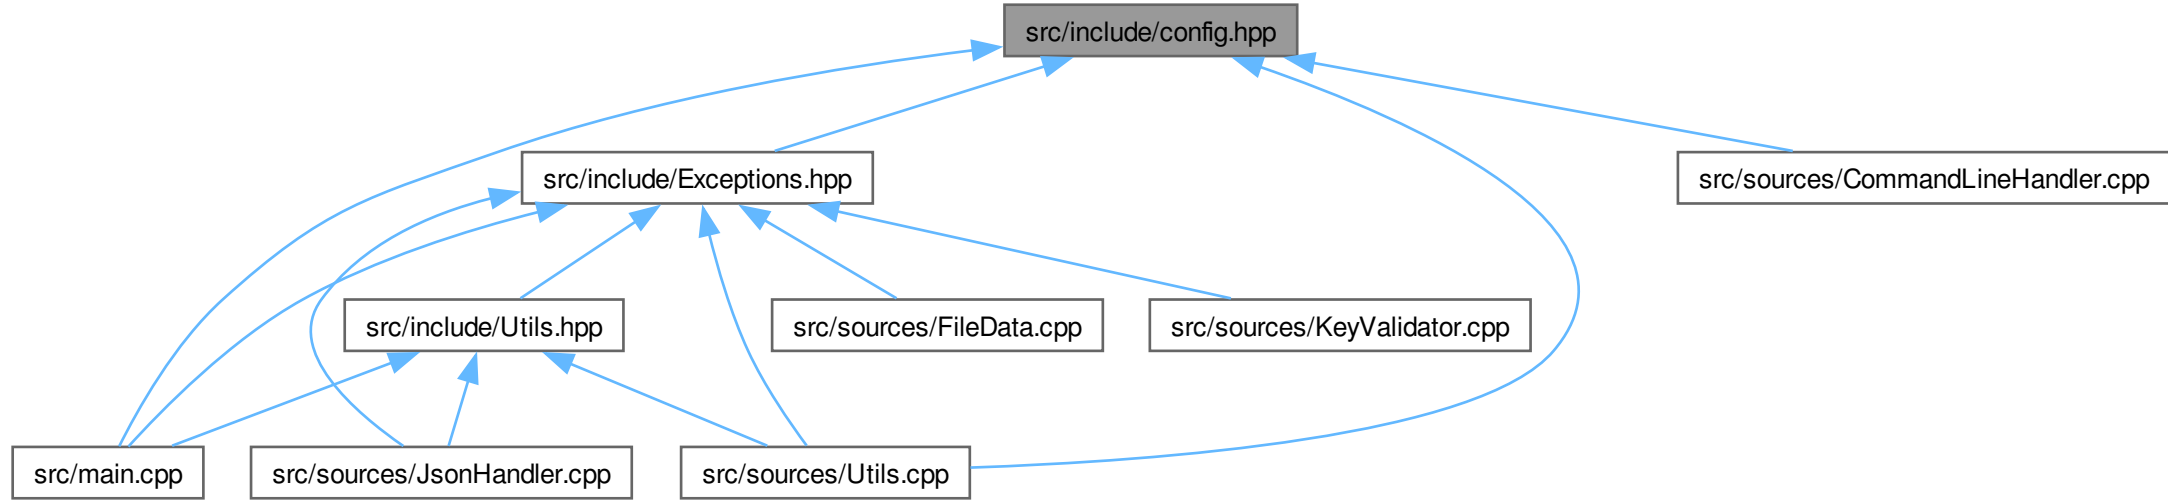 src/include/config.hpp
src/include/Exceptions.hpp
src/sources/CommandLineHandler.cpp
src/include/Utils.hpp
src/sources/FileData.cpp
src/sources/KeyValidator.cpp
src/main.cpp
src/sources/JsonHandler.cpp
src/sources/Utils.cpp